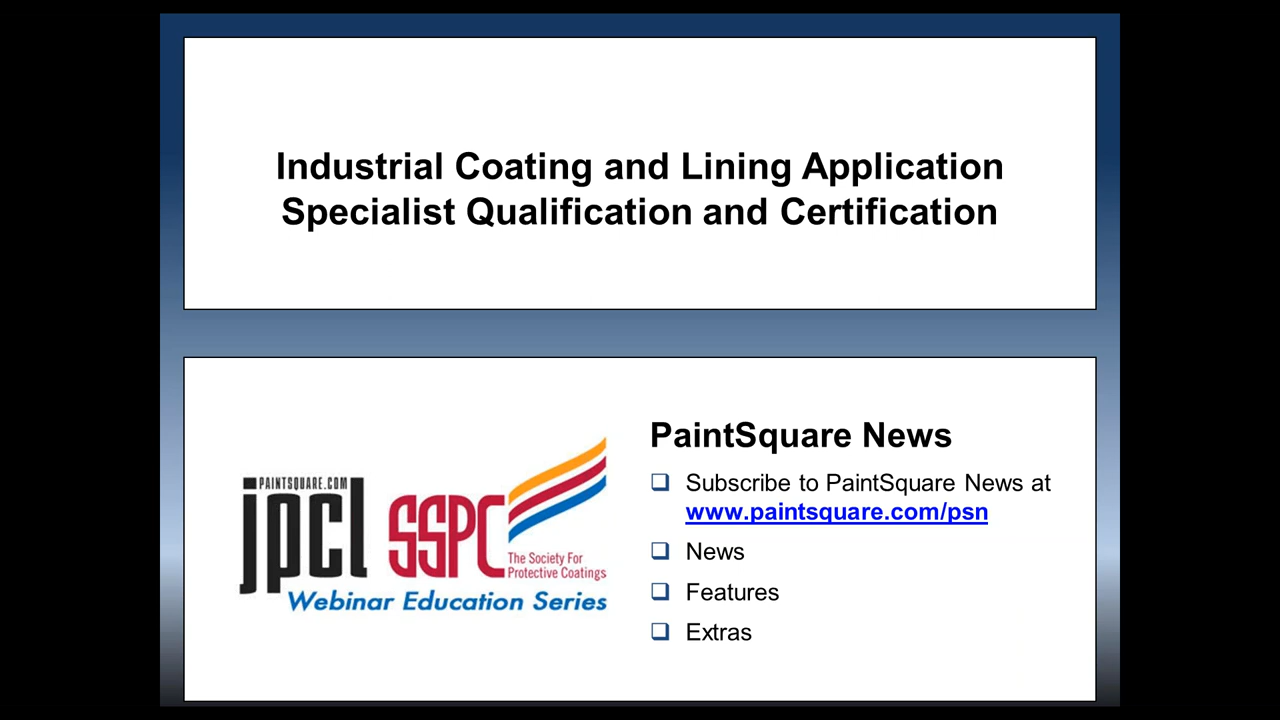 Industrial Coating and Lining Application
Specialist Qualification and Certification
PaintSquare News
Subscribe to PaintSquare News at
www.paintsquare.com/psn
News
Features
Extras
PAINTSQUARE.COM
jpcl SSPC
The Society For
Protective Coatings
Webinar Education Series